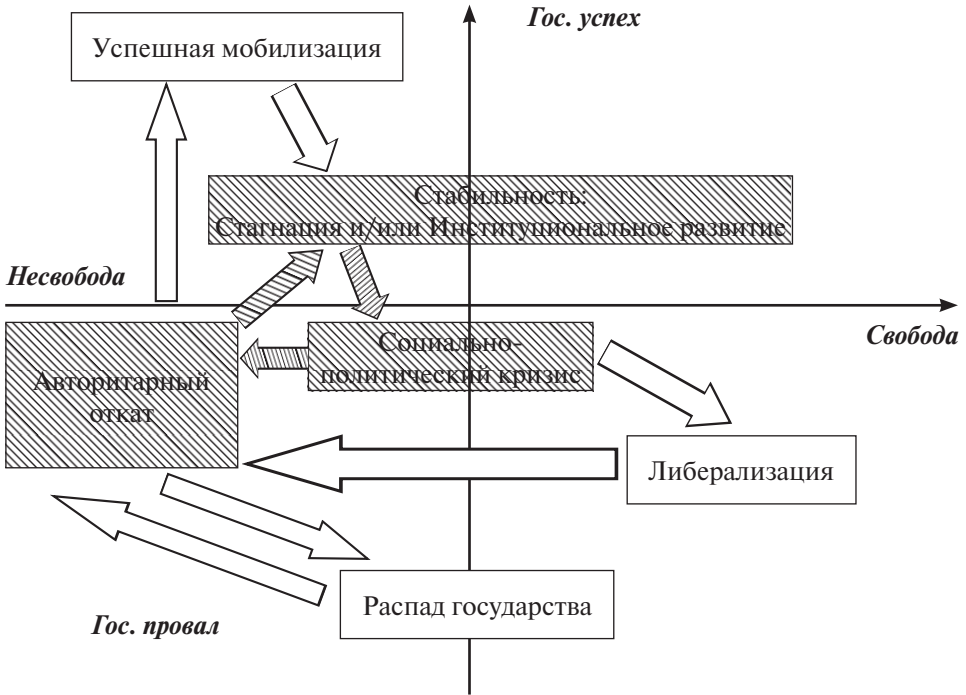 Гос. успех
Успешная мобилизация
Стабильность:
Стагнация и/или Институциональное развитие
Несвобода
Свобода
Социально-
политический кризис
Авторитарный
откат
Либерализация
Распад государства
Гос. провал